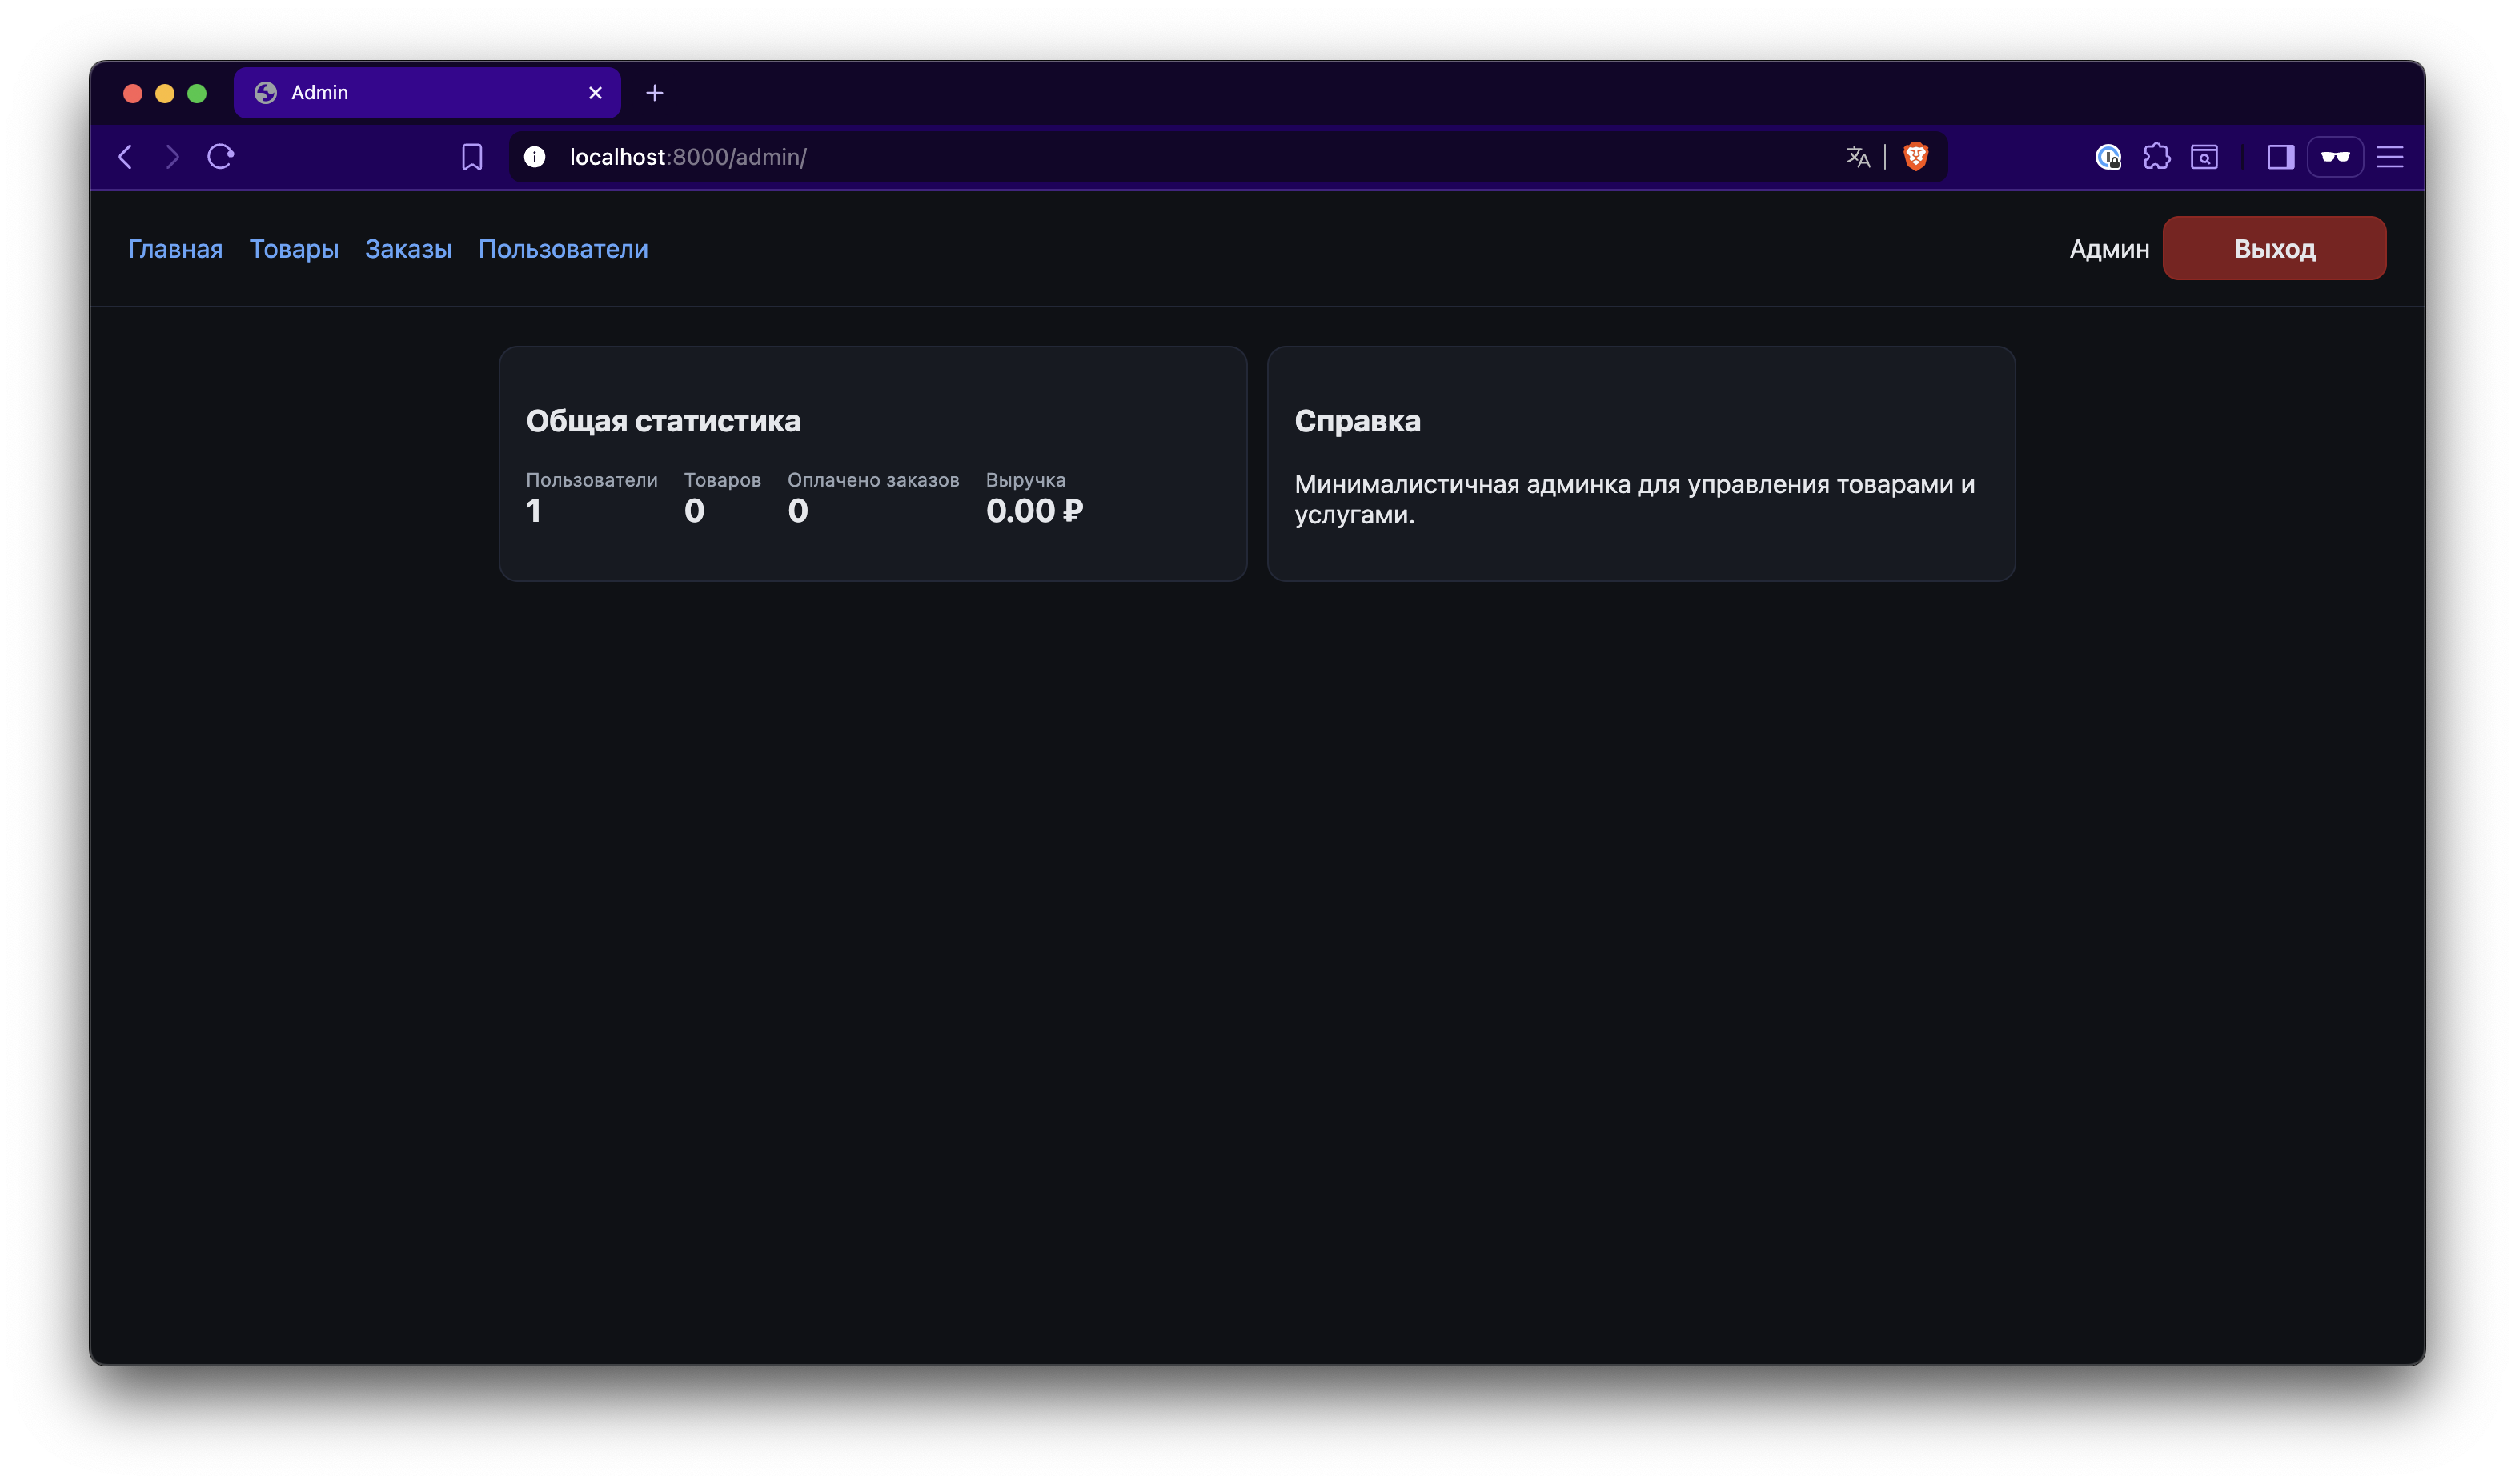 Admin
localhost:8000/admin/
Главная Товары Заказы Пользователи Админ Выход
Общая статистика
Пользователи Товаров Оплачено заказов Выручка
1 0 0 0.00 ₽
Справка
Минималистичная админка для управления товарами и
услугами.